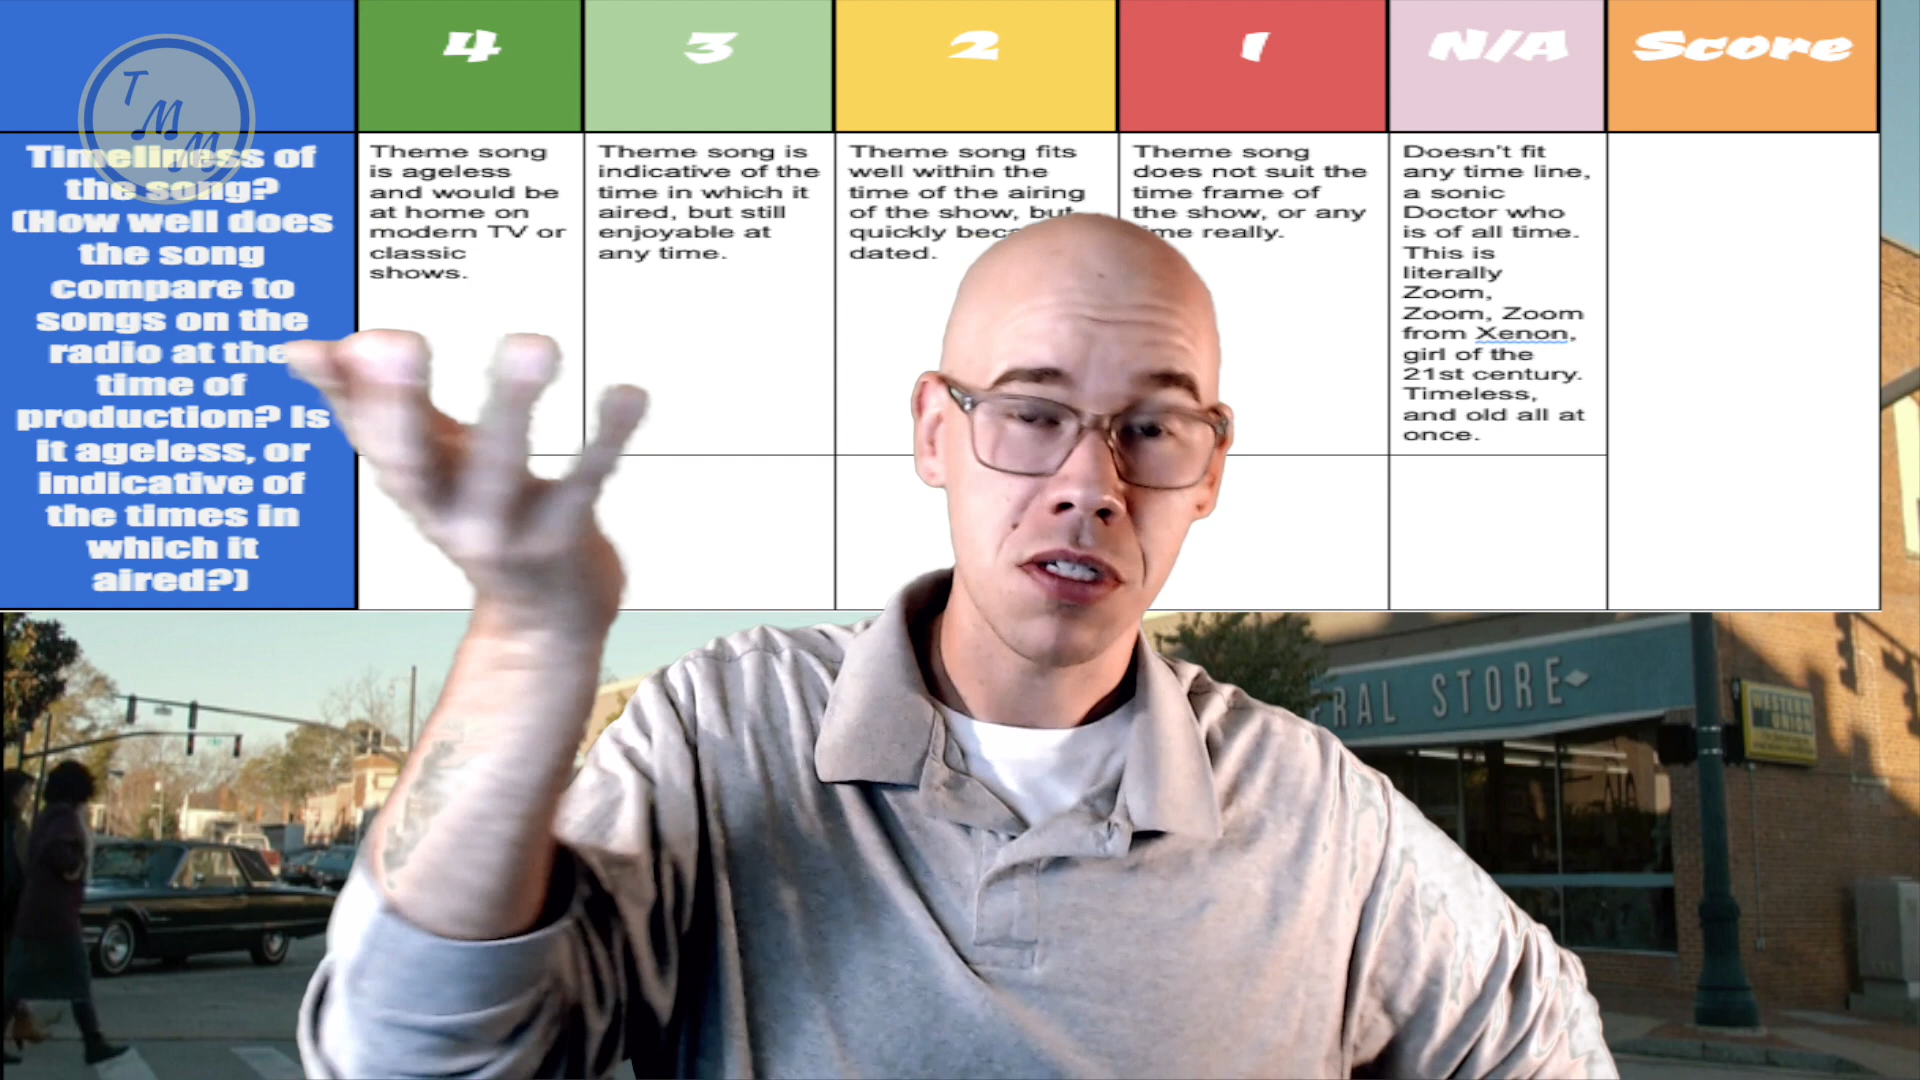 4
3
2
1
N/A
Score
T
M
M
Timeliness of
the song?
(How well does
the song
compare to
songs on the
radio at the
time of
production? Is
it ageless, or
indicative of
the times in
which it
aired?)
Theme song
is ageless
and would be
at home on
modern TV or
classic
shows.
Theme song is
indicative of the
time in which it
aired, but still
enjoyable at
any time.
Theme song fits
well within the
time of the airing
of the show, but
quickly
dated.
Theme song
does not suit the
time frame of
the show, or any
really.
Doesn't fit
any time line,
a sonic
Doctor who
is of all time.
This is
literally
Zoom,
Zoom, Zoom
from Xenon,
girl of the
21st century.
Timeless,
and old all at
once.
STORE
WESTERN
UNION